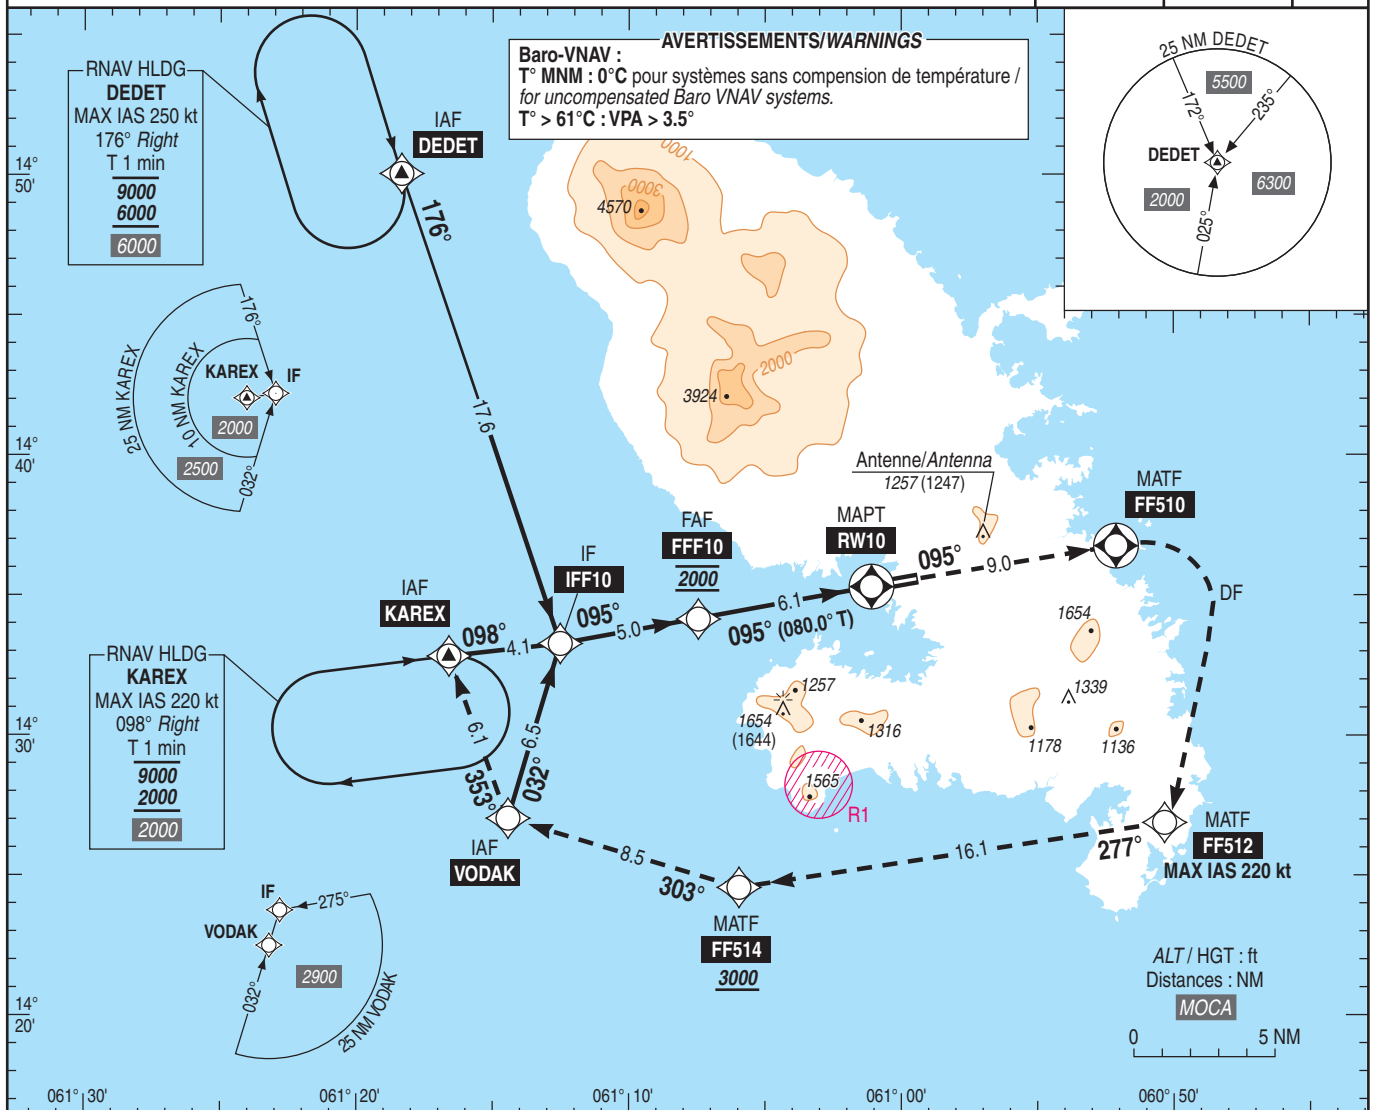 AVERTISSEMENTS/WARNINGS
Baro-VNAV :
T° MNM : 0°C pour systèmes sans compension de température /
for uncompensated Baro VNAV systems.
T° > 61°C : VPA > 3.5°
RNAV HLDG
DEDET
MAX IAS 250 kt
176° Right
T 1 min
9000
6000
6000
IAF
DEDET
176°
17.6
25 NM DEDET
5500
172°
235°
DEDET
2000
6300
025°
1000
3000
4570
2000
3924
176°
25 NM KAREX
10 NM KAREX
KAREX
IF
2000
2500
032°
Antenne/Antenna
1257 (1247)
MATF
FF510
MAPT
RW10
FAF
FFF10
2000
IF
IFF10
IAF
KAREX
098°
4.1
095°
5.0
6.1
095° (080.0° T)
095°
9.0
DF
RNAV HLDG
KAREX
MAX IAS 220 kt
098° Right
T 1 min
9000
2000
2000
6.1
353°
6.5
032°
IAF
VODAK
1257
1654
(1644)
1316
1565
R1
1654
1339
1178
1136
8.5
303°
16.1
277°
MATF
FF512
MAX IAS 220 kt
MATF
FF514
3000
IF
275°
VODAK
2900
032°
25 NM VODAK
ALT / HGT : ft
Distances : NM
MOCA
0
5 NM
14°
50'
14°
40'
14°
30'
14°
20'
061° 30'
061° 20'
061° 10'
061° 00'
060° 50'